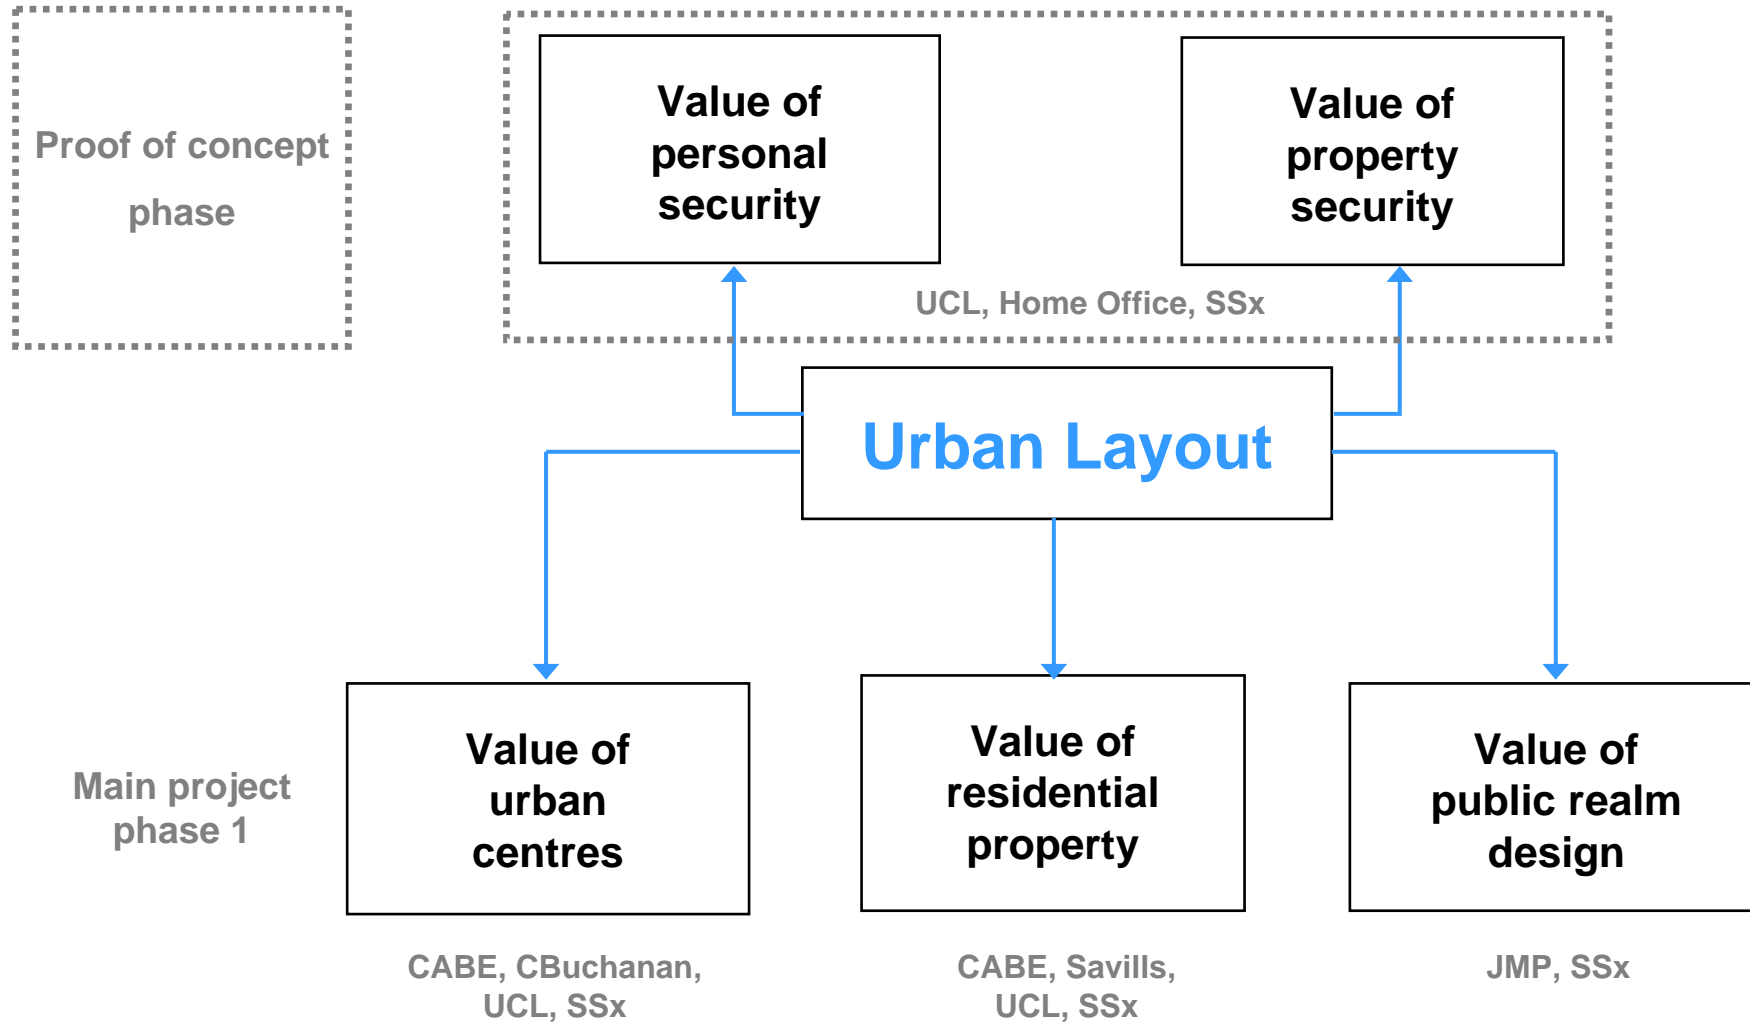 Proof of concept
phase
Value of
personal
security
Value of
property
security
UCL, Home Office, SSx
Urban Layout
Main project
phase 1
Value of
urban
centres
Value of
residential
property
Value of
public realm
design
CABE, CBuchanan,
UCL, SSx
CABE, Savills,
UCL, SSx
JMP, SSx